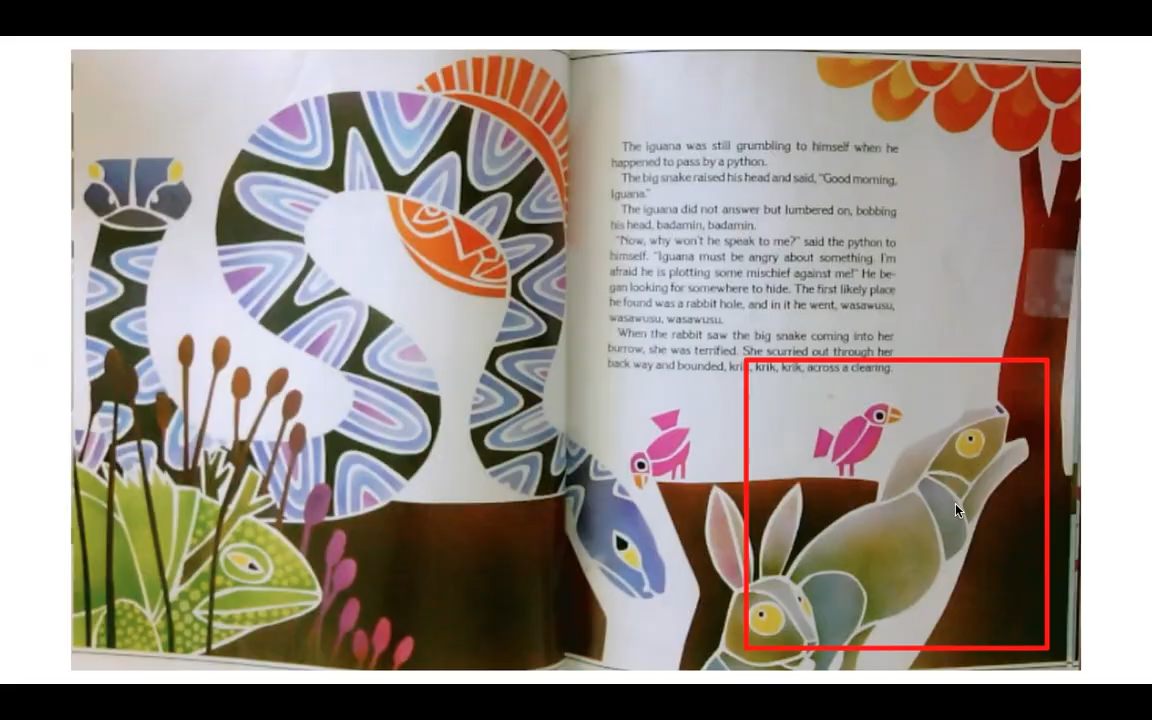 The iguana was still grumbling to himself when he
happened to pass by a python.
The big snake raised his head and said, "Good morning,
Iguana."
The iguana did not answer but lumbered on, bobbing
his head, badamin, badamin.
"Now, why won't he speak to me?" said the python to
himself. "Iguana must be angry about something. I'm
afraid he is plotting some mischief against me!" He be-
gan looking for somewhere to hide. The first likely place
he found was a rabbit hole, and in it he went, wasawusu,
wasawusu, wasawusu.
When the rabbit saw the big snake coming into her
burrow, she was terrified. She scurried out through her
back way and bounded, krik, krik, krik, across a clearing.